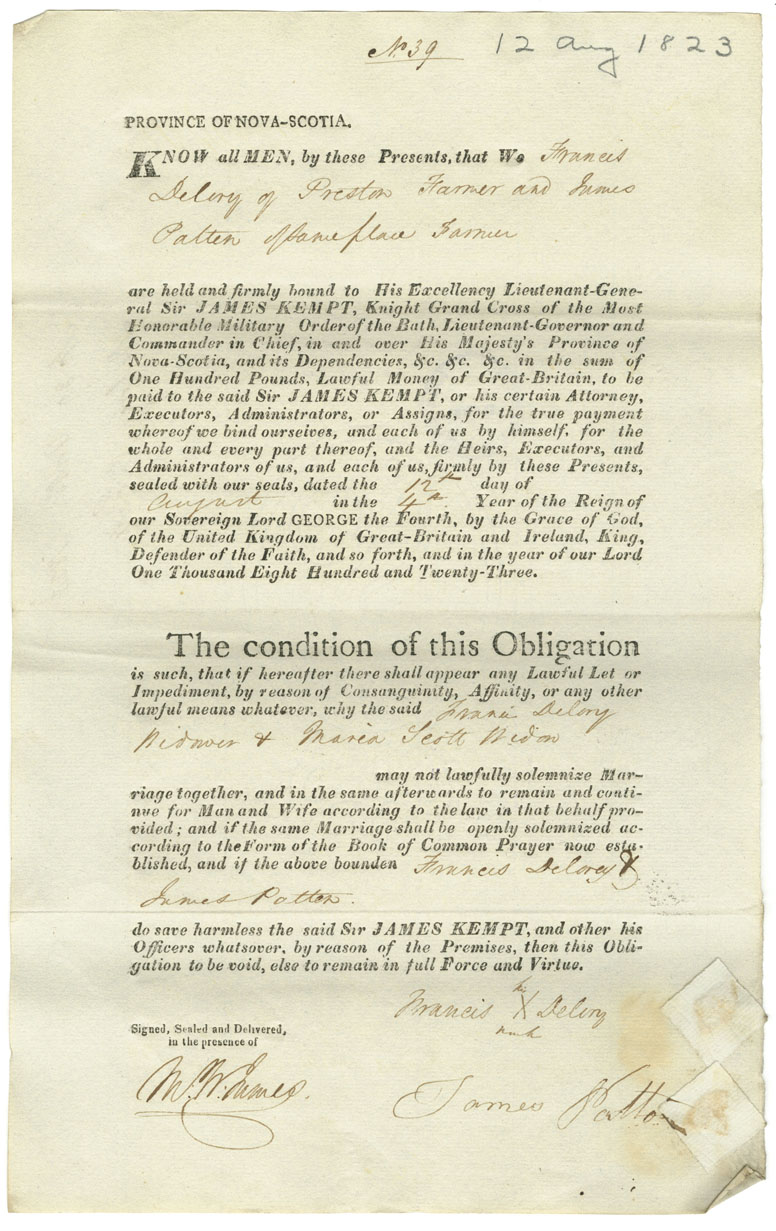 No 39 12 Aug 1823
PROVINCE OF NOVA-SCOTIA.
KNOW all MEN, by these Presents, that We Francis
Delory of Preston Farmer and James
Patten of same place Farmer
are held and firmly bound to His Excellency Lieutenant-Gene-
ral Sir JAMES KEMPT, Knight Grand Cross of the Most
Honorable Military Order of the Bath, Lieutenant-Governor and
Commander in Chief, in and over His Majesty's Province of
Nova-Scotia, and its Dependencies, &c. &c. &c. in the sum of
One Hundred Pounds, Lawful Money of Great-Britain, to be
paid to the said Sir JAMES KEMPT, or his certain Attorney,
Executors, Administrators, or Assigns, for the true payment
whereof we bind ourselves, and each of us by himself, for the
whole and every part thereof, and the Heirs, Executors, and
Administrators of us, and each of us, firmly by these Presents,
sealed with our seals, dated the 12th day of
August in the 4th Year of the Reign of
our Sovereign Lord GEORGE the Fourth, by the Grace of God,
of the United Kingdom of Great-Britain and Ireland, King,
Defender of the Faith, and so forth, and in the year of our Lord
One Thousand Eight Hundred and Twenty-Three.
The condition of this Obligation
is such, that if hereafter there shall appear any Lawful Let or
Impediment, by reason of Consanguinity, Affinity, or any other
lawful means whatever, why the said Francis Delory
Widower & Maria Scott Widow
may not lawfully solemnize Mar-
riage together, and in the same afterwards to remain and conti-
nue for Man and Wife according to the law in that behalf pro-
vided; and if the same Marriage shall be openly solemnized ac-
cording to the Form of the Book of Common Prayer now esta-
blished, and if the above bounden Francis Delorey &
James Patten.
do save harmless the said Sir JAMES KEMPT, and other his
Officers whatsover, by reason of the Premises, then this Obli-
gation to be void, else to remain in full Force and Virtue.
his
Francis X Delory
mark
Signed, Sealed and Delivered,
in the presence of
James Patton